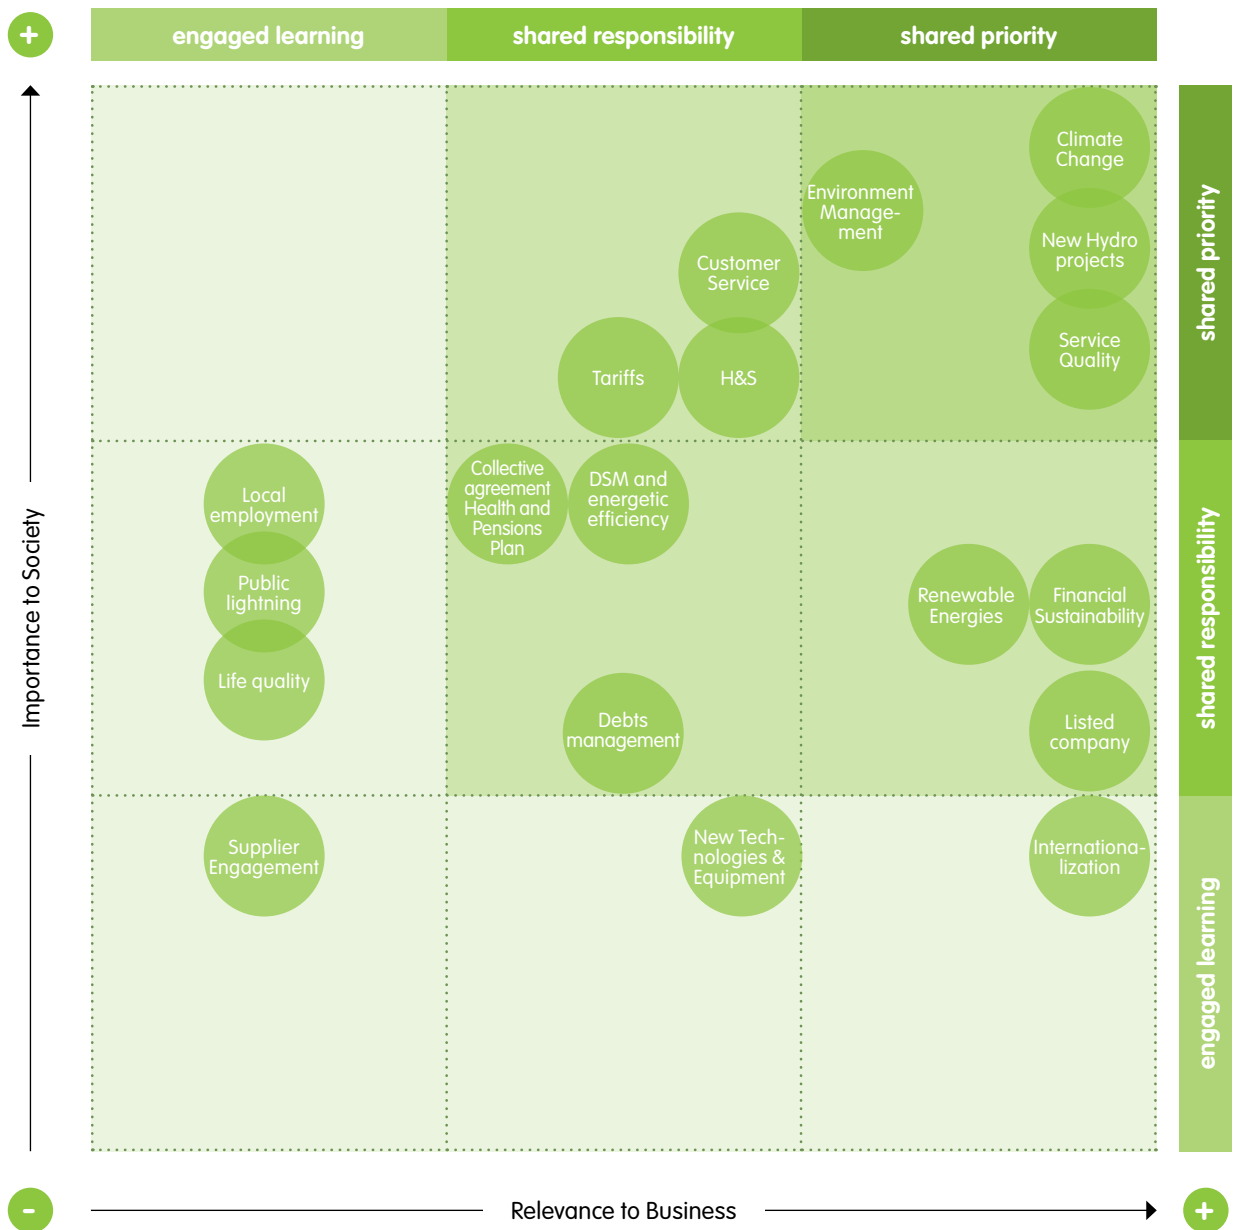 +
engaged learning
shared responsibility
shared priority
Climate
Change
Environment
Manage-
ment
New Hydro
projects
Customer
Service
Service
Quality
Tariffs
H&S
shared priority
Collective
agreement
Health and
Pensions
Plan
DSM and
energetic
efficiency
Local
employment
Public
lightning
Life quality
Renewable
Energies
Financial
Sustainability
Debts
management
Listed
company
shared responsibility
Importance to Society
Supplier
Engagement
New Tech-
nologies &
Equipment
Internationa-
lization
engaged learning
-
Relevance to Business
+